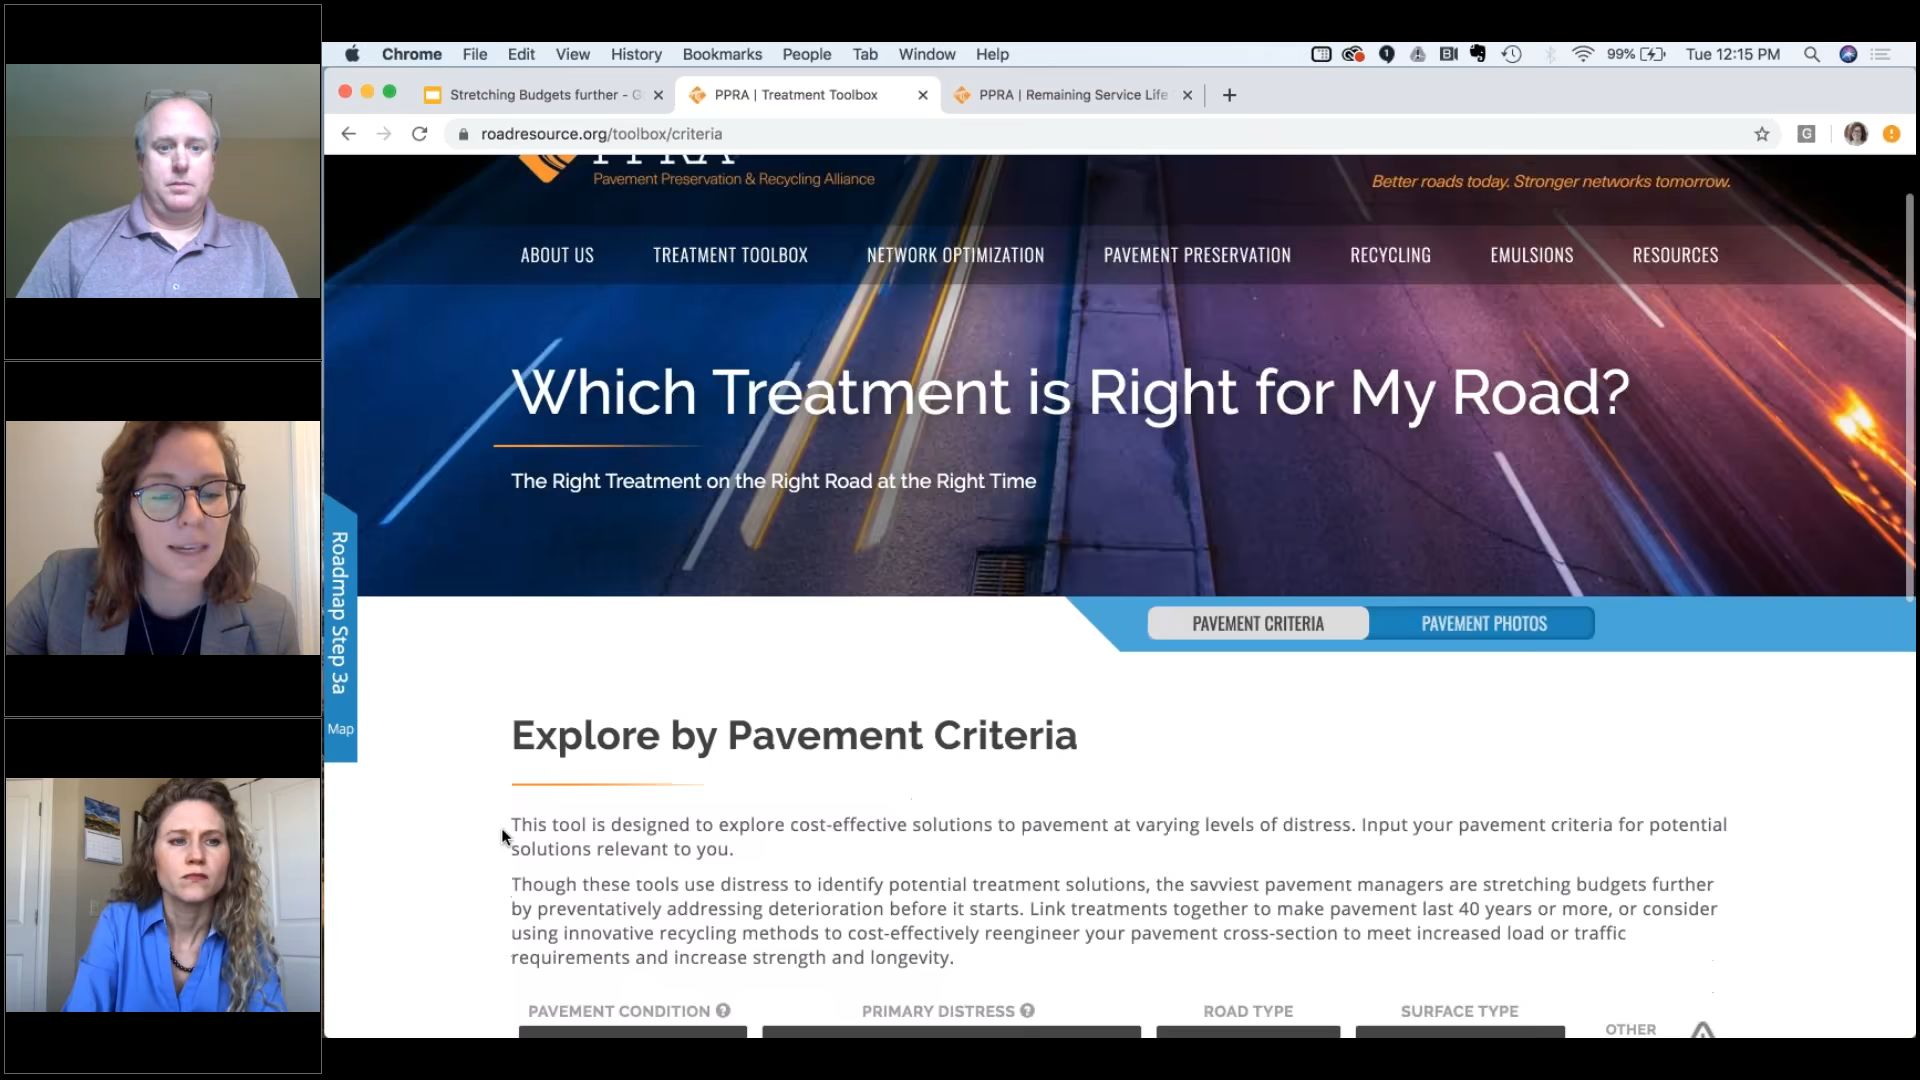 Chrome File Edit View History Bookmarks People Tab Window Help 99% Tue 12:15 PM
Stretching Budgets further - G PPRA | Treatment Toolbox PPRA | Remaining Service Life
roadresource.org/toolbox/criteria
PPRA
Pavement Preservation & Recycling Alliance
Better roads today. Stronger networks tomorrow.
ABOUT US TREATMENT TOOLBOX NETWORK OPTIMIZATION PAVEMENT PRESERVATION RECYCLING EMULSIONS RESOURCES
Which Treatment is Right for My Road?
The Right Treatment on the Right Road at the Right Time
Roadmap Step 3a
Map
PAVEMENT CRITERIA PAVEMENT PHOTOS
Explore by Pavement Criteria
This tool is designed to explore cost-effective solutions to pavement at varying levels of distress. Input your pavement criteria for potential
solutions relevant to you.
Though these tools use distress to identify potential treatment solutions, the savviest pavement managers are stretching budgets further
by preventatively addressing deterioration before it starts. Link treatments together to make pavement last 40 years or more, or consider
using innovative recycling methods to cost-effectively reengineer your pavement cross-section to meet increased load or traffic
requirements and increase strength and longevity.
PAVEMENT CONDITION PRIMARY DISTRESS ROAD TYPE SURFACE TYPE
OTHER